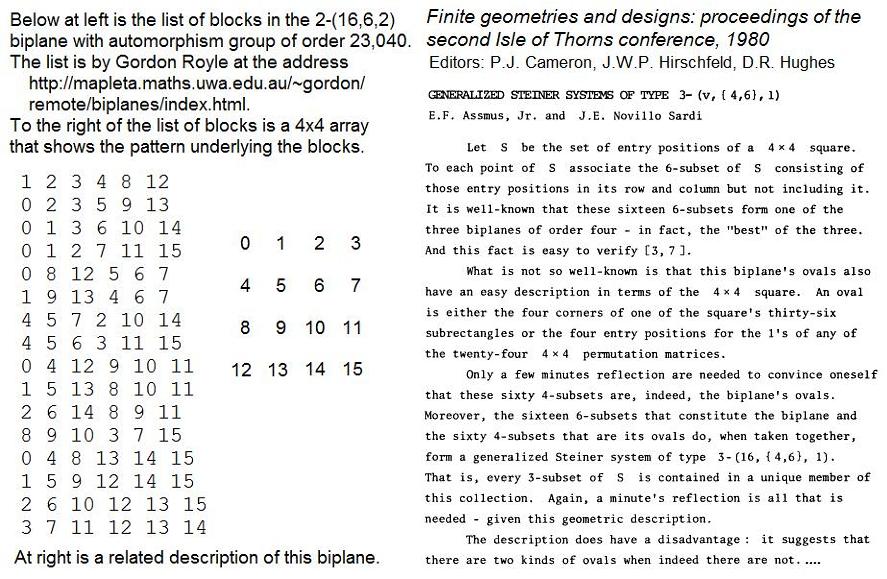 Below at left is the list of blocks in the 2-(16,6,2)
biplane with automorphism group of order 23,040.
The list is by Gordon Royle at the address
http://mapleta.maths.uwa.edu.au/~gordon/
remote/biplanes/index.html.
To the right of the list of blocks is a 4x4 array
that shows the pattern underlying the blocks.
1 2 3 4 8 12
0 2 3 5 9 13
0 1 3 6 10 14
0 1 2 7 11 15
0 8 12 5 6 7
1 9 13 4 6 7
4 5 7 2 10 14
4 5 6 3 11 15
0 4 12 9 10 11
1 5 13 8 10 11
2 6 14 8 9 11
8 9 10 3 7 15
0 4 8 13 14 15
1 5 9 12 14 15
2 6 10 12 13 15
3 7 11 12 13 14
0 1 2 3
4 5 6 7
8 9 10 11
12 13 14 15
At right is a related description of this biplane.
Finite geometries and designs: proceedings of the
second Isle of Thorns conference, 1980
Editors: P.J. Cameron, J.W.P. Hirschfeld, D.R. Hughes
GENERALIZED STEINER SYSTEMS OF TYPE 3-(v, {4,6}, 1)
E.F. Assmus, Jr. and J.E. Novillo Sardi
Let S be the set of entry positions of a 4×4 square.
To each point of S associate the 6-subset of S consisting of
those entry positions in its row and column but not including it.
It is well-known that these sixteen 6-subsets form one of the
three biplanes of order four - in fact, the "best" of the three.
And this fact is easy to verify [3, 7].
What is not so well-known is that this biplane's ovals also
have an easy description in terms of the 4×4 square. An oval
is either the four corners of one of the square's thirty-six
subrectangles or the four entry positions for the 1's of any of
the twenty-four 4×4 permutation matrices.
Only a few minutes reflection are needed to convince oneself
that these sixty 4-subsets are, indeed, the biplane's ovals.
Moreover, the sixteen 6-subsets that constitute the biplane and
the sixty 4-subsets that are its ovals do, when taken together,
form a generalized Steiner system of type 3-(16, {4,6}, 1).
That is, every 3-subset of S is contained in a unique member of
this collection. Again, a minute's reflection is all that is
needed - given this geometric description.
The description does have a disadvantage : it suggests that
there are two kinds of ovals when indeed there are not. ....